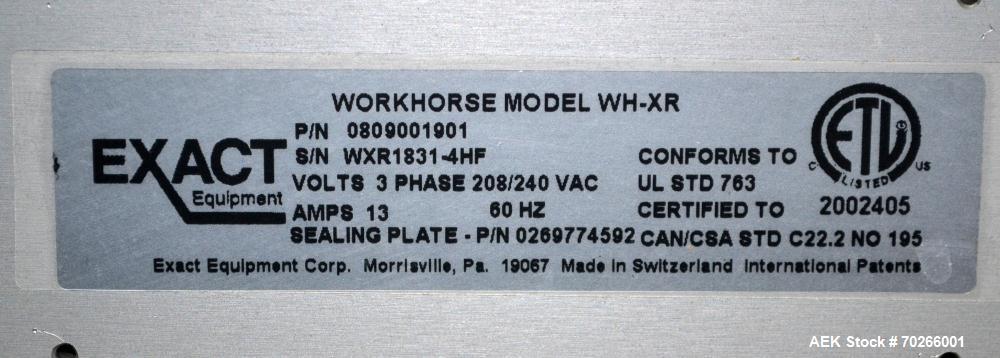 WORKHORSE MODEL WH-XR
EXACT
Equipment
P/N 0809001901
S/N WXR1831-4HF
VOLTS 3 PHASE 208/240 VAC
AMPS 13 60 HZ
SEALING PLATE - P/N 0269774592
ETL
C US
LISTED
CONFORMS TO
UL STD 763
CERTIFIED TO 2002405
CAN/CSA STD C22.2 NO 195
Exact Equipment Corp. Morrisville, Pa. 19067 Made in Switzerland International Patents
AEK Stock # 70266001